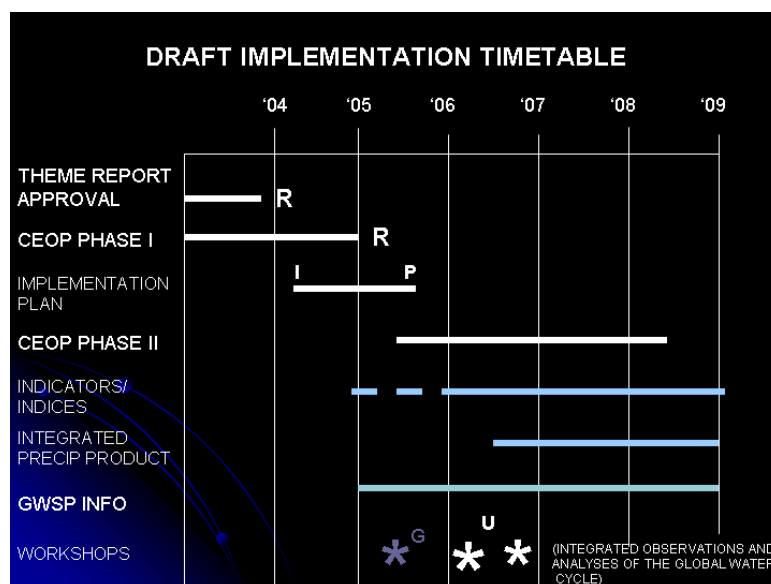 DRAFT IMPLEMENTATION TIMETABLE
‘04 ‘05 ‘06 ‘07 ‘08 ‘09
THEME REPORT
APPROVAL R
CEOP PHASE I R
I P
IMPLEMENTATION
PLAN
CEOP PHASE II
INDICATORS/
INDICES
INTEGRATED
PRECIP PRODUCT
GWSP INFO
WORKSHOPS * G * U *
(INTEGRATED OBSERVATIONS AND
ANALYSES OF THE GLOBAL WATER
CYCLE)